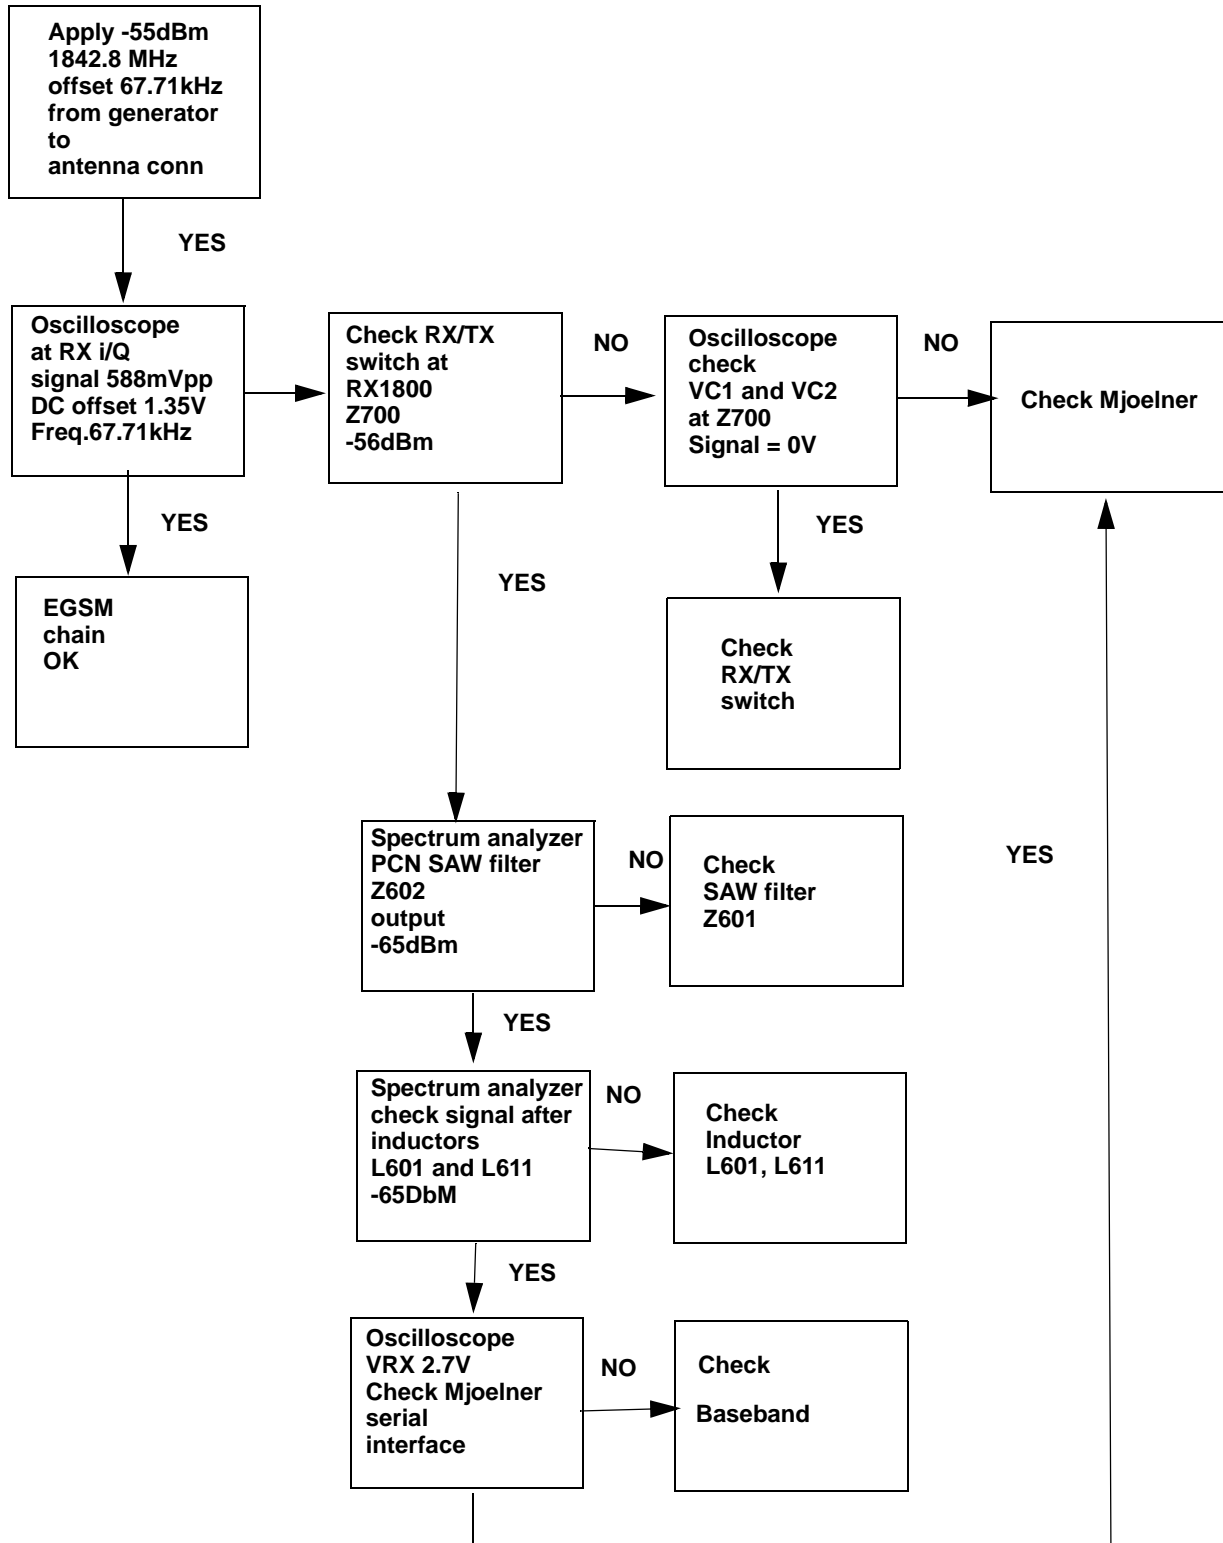 Apply -55dBm
1842.8 MHz
offset 67.71kHz
from generator
to
antenna conn
YES
Oscilloscope
at RX i/Q
signal 588mVpp
DC offset 1.35V
Freq.67.71kHz
Check RX/TX
switch at
RX1800
Z700
-56dBm
NO
Oscilloscope
check
VC1 and VC2
at Z700
Signal = 0V
NO
Check Mjoelner
YES
YES
YES
EGSM
chain
OK
Check
RX/TX
switch
Spectrum analyzer
PCN SAW filter
Z602
output
-65dBm
NO
Check
SAW filter
Z601
YES
YES
Spectrum analyzer
check signal after
inductors
L601 and L611
-65DbM
NO
Check
Inductor
L601, L611
YES
Oscilloscope
VRX 2.7V
Check Mjoelner
serial
interface
NO
Check
Baseband